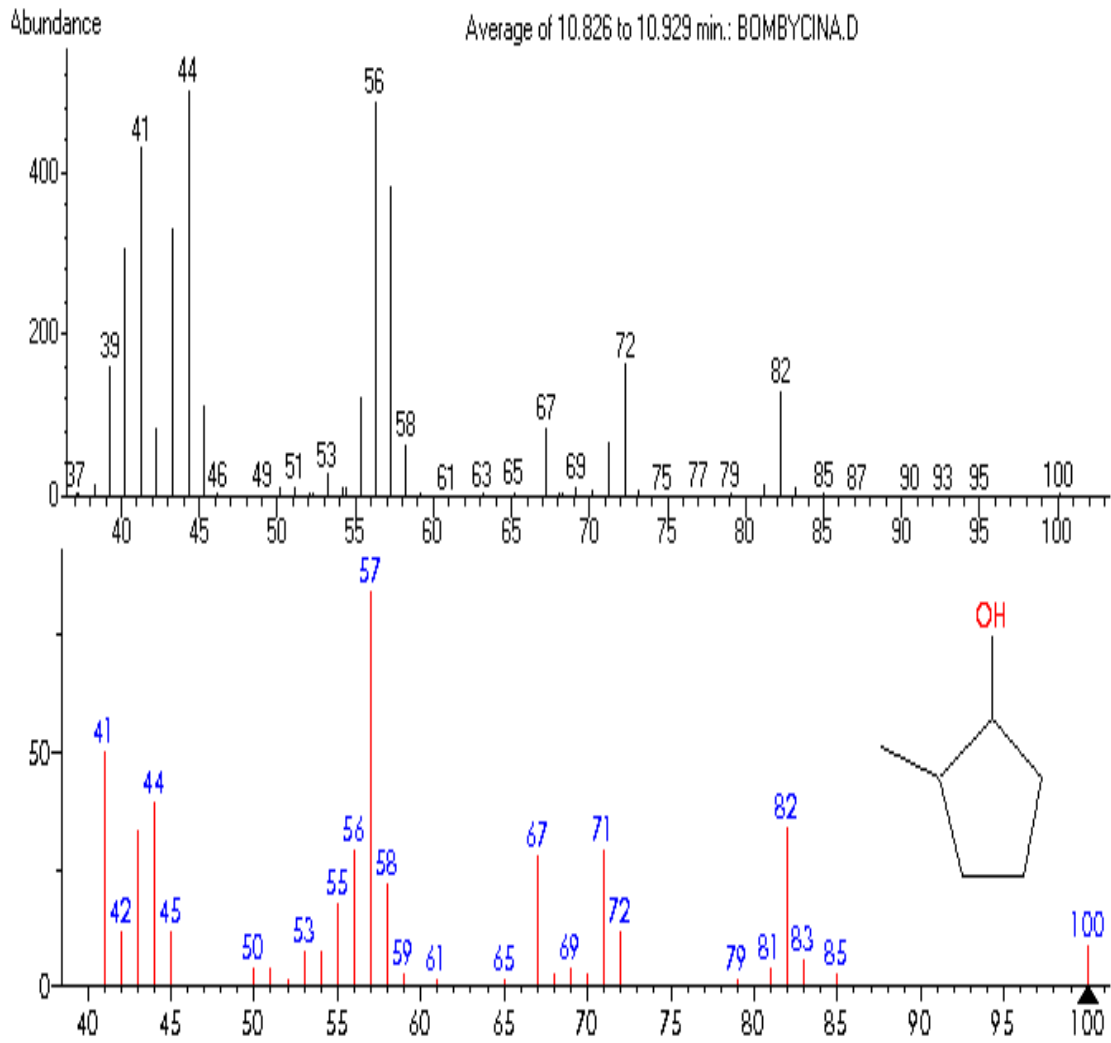 Abundance
Average of 10.826 to 10.929 min.: BOMBYCINA.D
44
56
41
400
200
39
72
82
67
58
37 46 49 51 53 61 63 65 69 75 77 79 85 87 90 93 95 100
0
40 45 50 55 60 65 70 75 80 85 90 95 100
57
OH
41
50
44
82
56 67 71
58
55
42 45 72
53
50 59 61 65 69 79 81 83 85 100
0
40 45 50 55 60 65 70 75 80 85 90 95 100